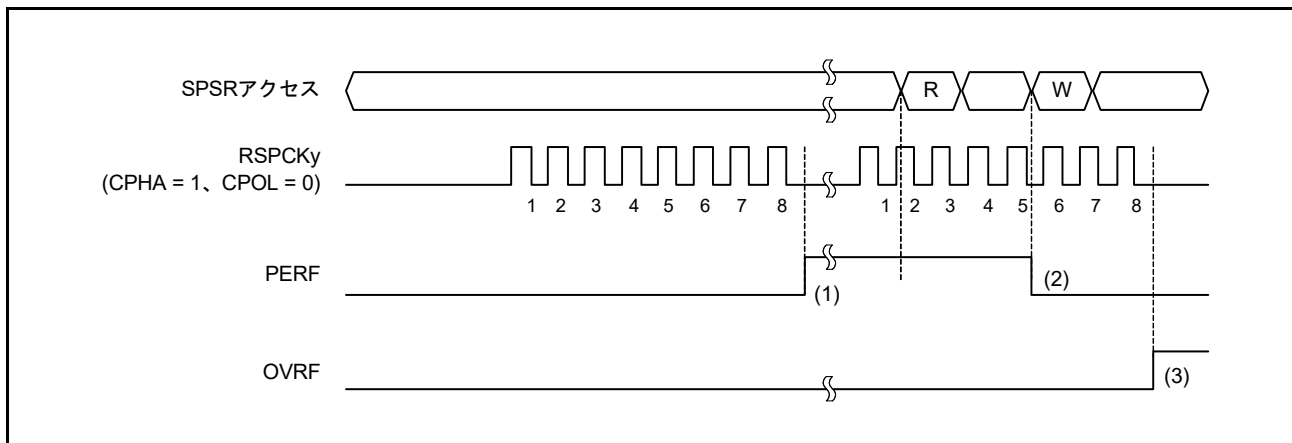 SPSRアクセス
R
W
RSPCKy
(CPHA = 1、CPOL = 0)
1 2 3 4 5 6 7 8 1 2 3 4 5 6 7 8
PERF
(1)
(2)
OVRF
(3)